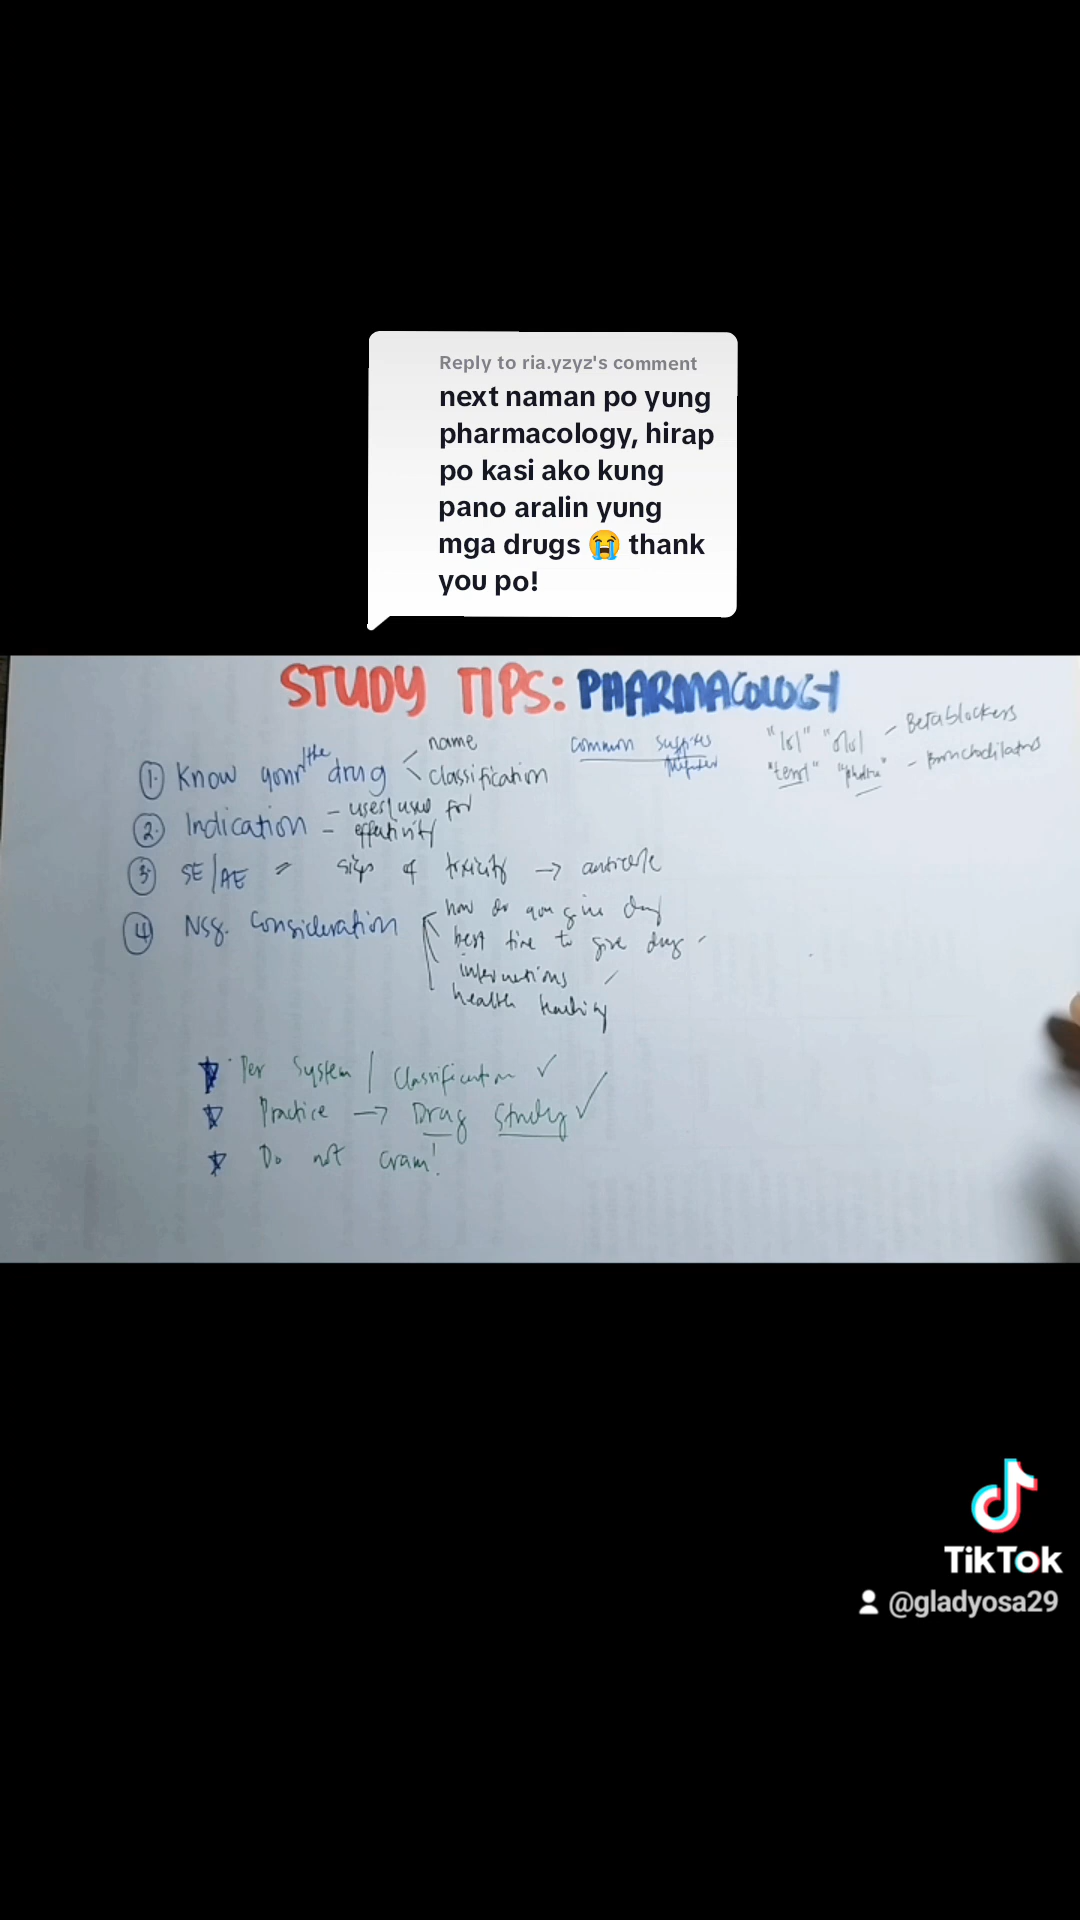 Reply to ria.yzyz's comment
next naman po yung
pharmacology, hirap
po kasi ako kung
pano aralin yung
mga drugs 😭 thank
you po!
STUDY TIPS: PHARMACOLOGY
① Know your the drug
name
classification
common suffixes
"lol" "olol" - Betablockers
"terol" - Bronchodilators
② Indication
- uses/used for
- effectivity
③ SE/AE = signs of toxicity →
④ Nsg. Consideration
how do you give drug
best time to give drug
interventions
health teaching
Per System / Classification ✓
Practice → Drug Study ✓
Do not cram!
TikTok
@gladyosa29